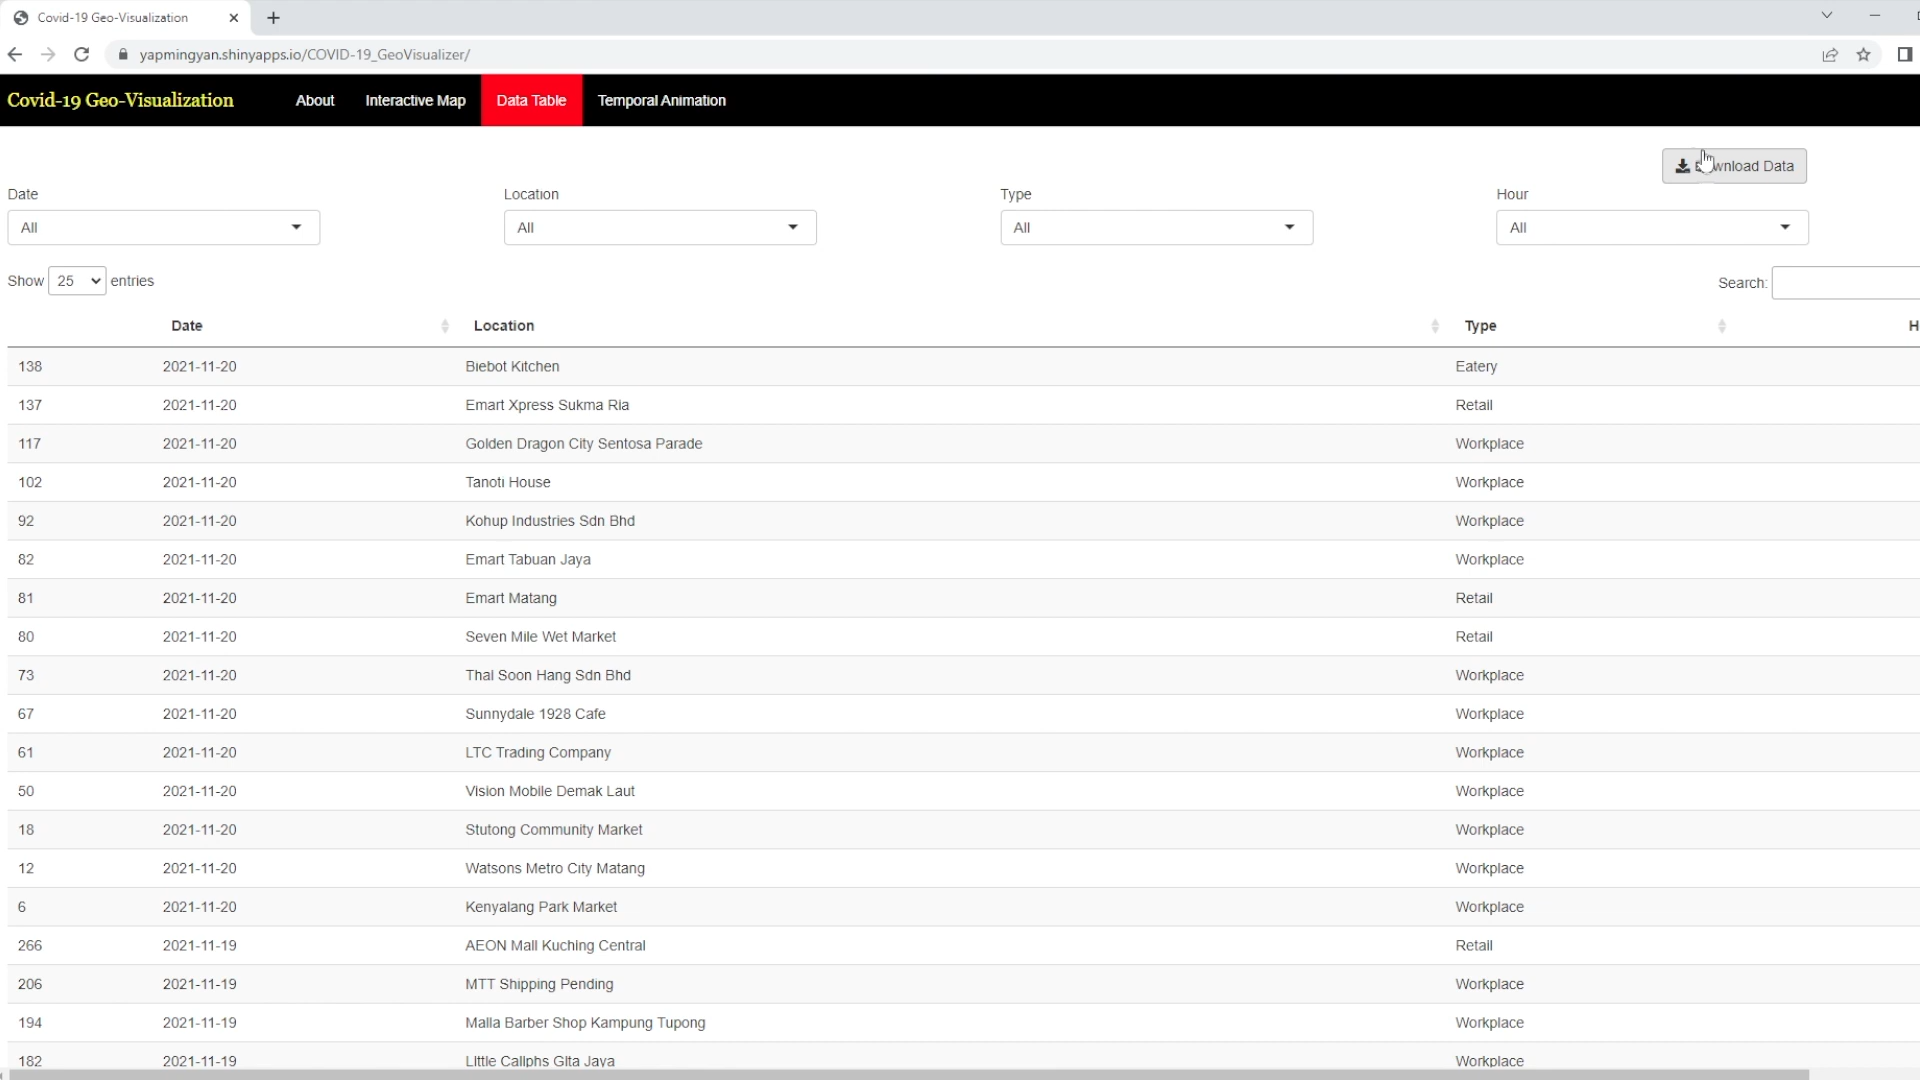 Covid-19 Geo-Visualization
yapmingyan.shinyapps.io/COVID-19_GeoVisualizer/
Covid-19 Geo-Visualization About Interactive Map Data Table Temporal Animation
Data
Date Location Type Hour
All All All All
Show 25 entries Search:
Date Location Type
138 2021-11-20 Biebot Kitchen Eatery
137 2021-11-20 Emart Xpress Sukma Ria Retail
117 2021-11-20 Golden Dragon City Sentosa Parade Workplace
102 2021-11-20 Tanoti House Workplace
92 2021-11-20 Kohup Industries Sdn Bhd Workplace
82 2021-11-20 Emart Tabuan Jaya Workplace
81 2021-11-20 Emart Matang Retail
80 2021-11-20 Seven Mile Wet Market Retail
73 2021-11-20 Thai Soon Hang Sdn Bhd Workplace
67 2021-11-20 Sunnydale 1928 Cafe Workplace
61 2021-11-20 LTC Trading Company Workplace
50 2021-11-20 Vision Mobile Demak Laut Workplace
18 2021-11-20 Stutong Community Market Workplace
12 2021-11-20 Watsons Metro City Matang Workplace
6 2021-11-20 Kenyalang Park Market Workplace
266 2021-11-19 AEON Mall Kuching Central Retail
206 2021-11-19 MTT Shipping Pending Workplace
194 2021-11-19 Malla Barber Shop Kampung Tupong Workplace
182 2021-11-19 Little Caliphs Gita Jaya Workplace